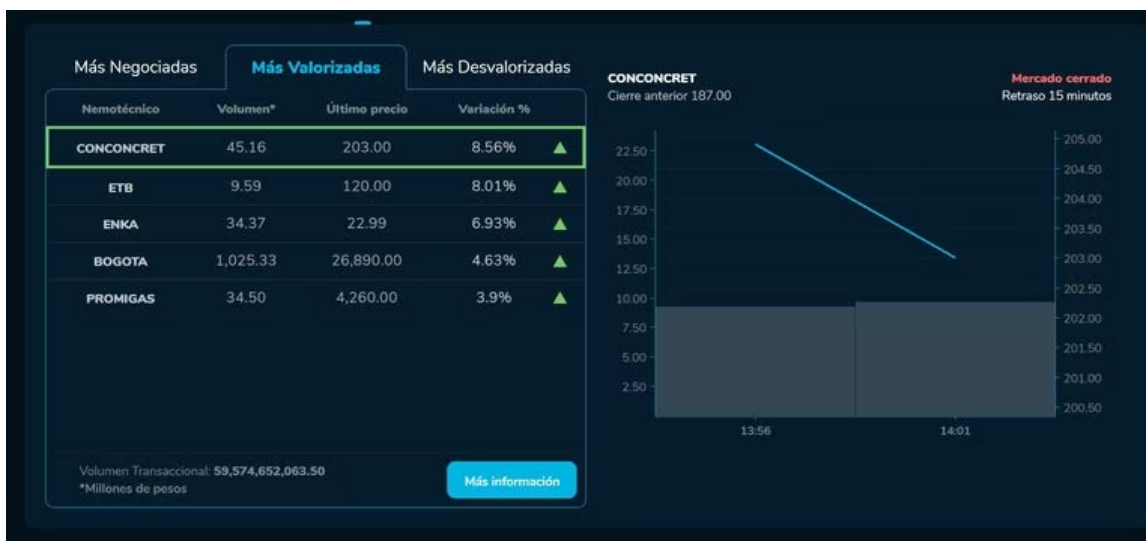 Más Negociadas Más Valorizadas Más Desvalorizadas
Nemotécnico Volumen* Último precio Variación %
CONCONCRET 45.16 203.00 8.56%
ETB 9.59 120.00 8.01%
ENKA 34.37 22.99 6.93%
BOGOTA 1,025.33 26,890.00 4.63%
PROMIGAS 34.50 4,260.00 3.9%
Volumen Transaccional: 59,574,652,063.50
*Millones de pesos
Más información
CONCONCRET
Cierre anterior 187.00
Mercado cerrado
Retraso 15 minutos
22.50
20.00
17.50
15.00
12.50
10.00
7.50
5.00
2.50
205.00
204.50
204.00
203.50
203.00
202.50
202.00
201.50
201.00
200.50
13:56 14:01